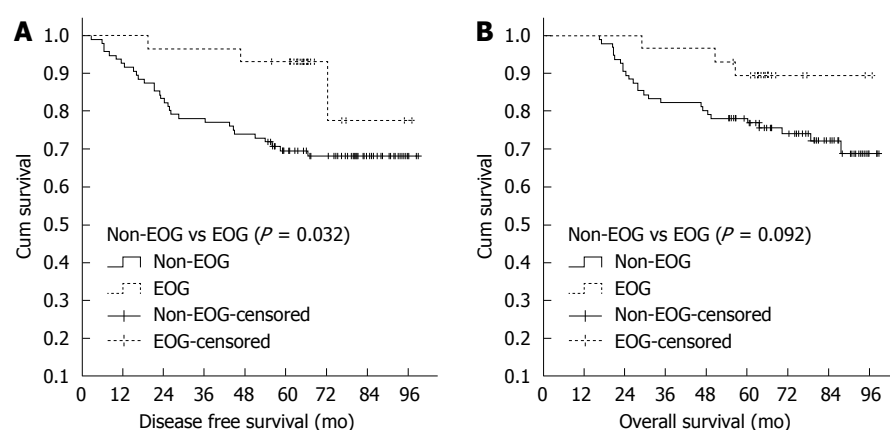 A
Cum survival
1.0
0.9
0.8
0.7
0.6
0.5
0.4
0.3
0.2
0.1
Non-EOG vs EOG (P = 0.032)
Non-EOG
EOG
Non-EOG-censored
EOG-censored
0 12 24 36 48 60 72 84 96
Disease free survival (mo)
B
Cum survival
1.0
0.9
0.8
0.7
0.6
0.5
0.4
0.3
0.2
0.1
Non-EOG vs EOG (P = 0.092)
Non-EOG
EOG
Non-EOG-censored
EOG-censored
0 12 24 36 48 60 72 84 96
Overall survival (mo)